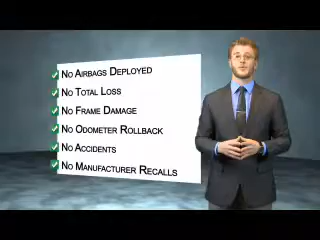 No Airbags Deployed
No Total Loss
No Frame Damage
No Odometer Rollback
No Accidents
No Manufacturer Recalls